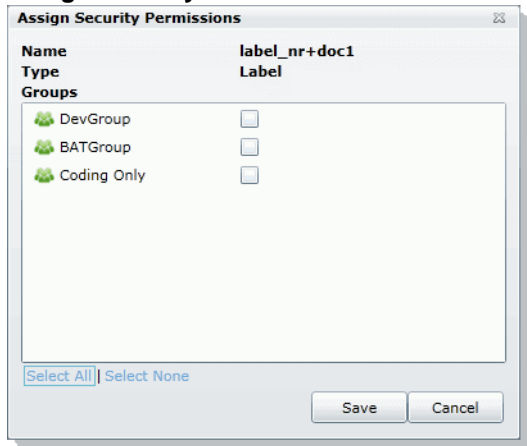 Assign Security Permissions
Name label_nr+doc1
Type Label
Groups
DevGroup
BATGroup
Coding Only
Select All | Select None
Save Cancel